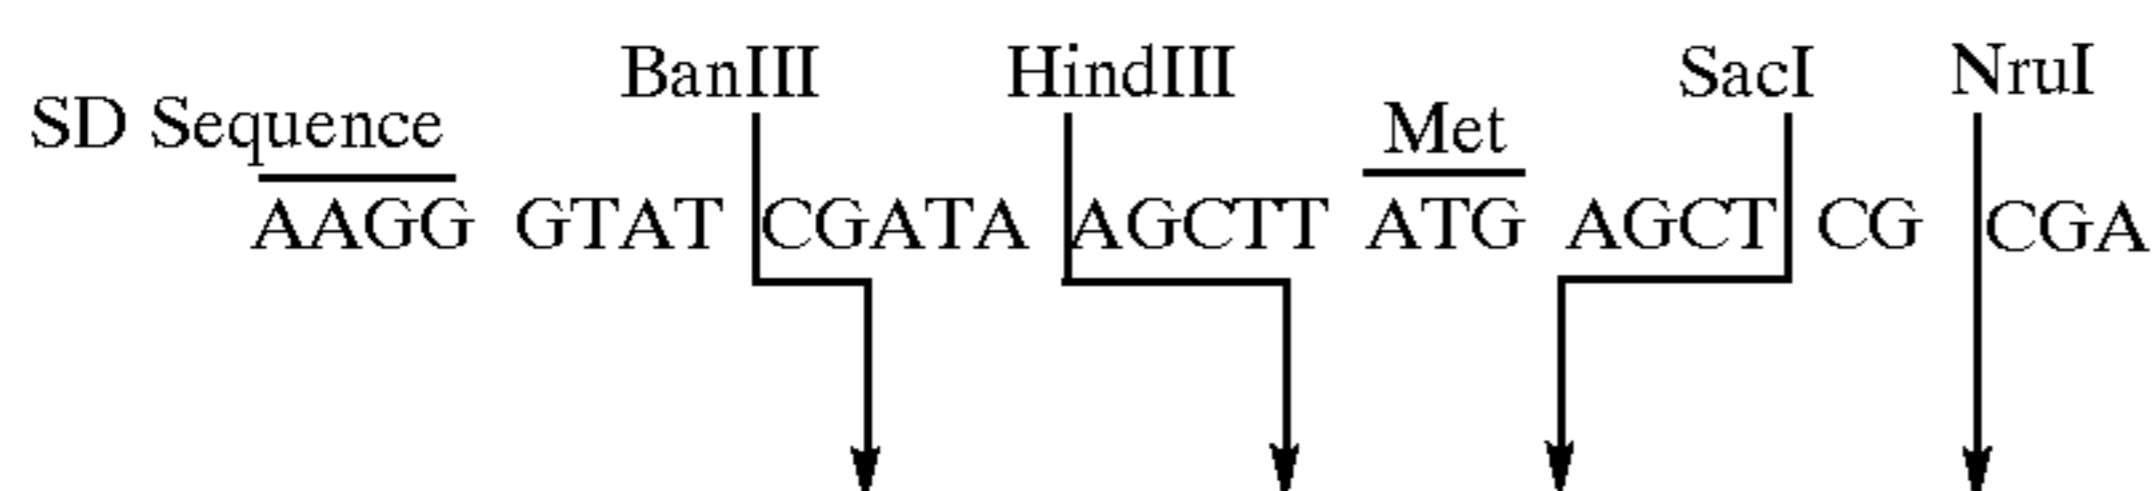 BanIII HindIII SacI NruI
SD Sequence Met
AAGG GTAT CGATA AGCTT ATG AGCT CG CGA